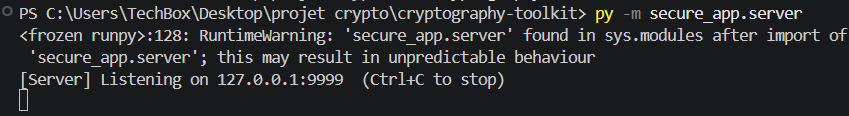 PS C:\Users\TechBox\Desktop\projet crypto\cryptography-toolkit> py -m secure_app.server
<frozen runpy>:128: RuntimeWarning: 'secure_app.server' found in sys.modules after import of
'secure_app.server'; this may result in unpredictable behaviour
[Server] Listening on 127.0.0.1:9999  (Ctrl+C to stop)